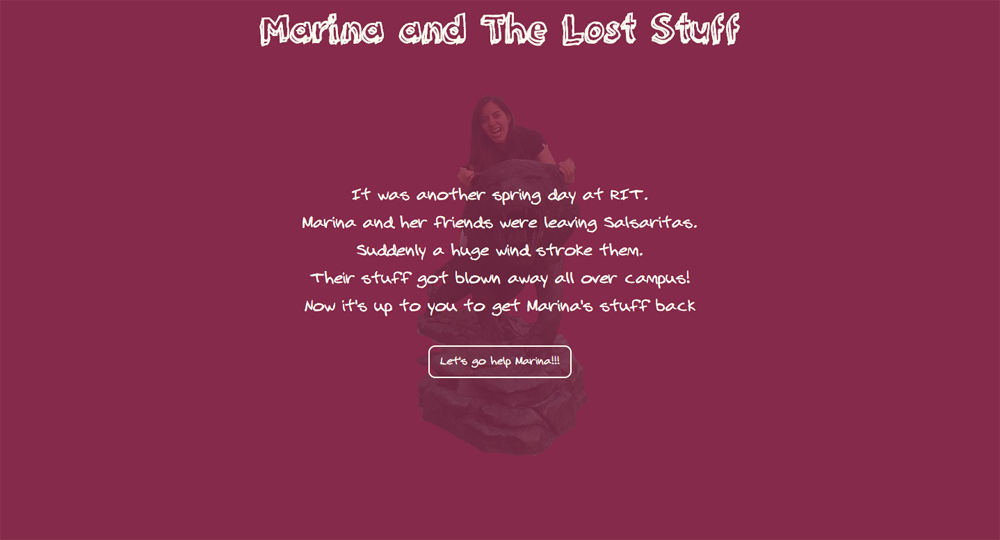 Marina and The Lost Stuff
It was another spring day at RIT.
Marina and her friends were leaving Salsaritas.
Suddenly a huge wind stroke them.
Their stuff got blown away all over campus!
Now it's up to you to get Marina's stuff back
Let's go help Marina!!!